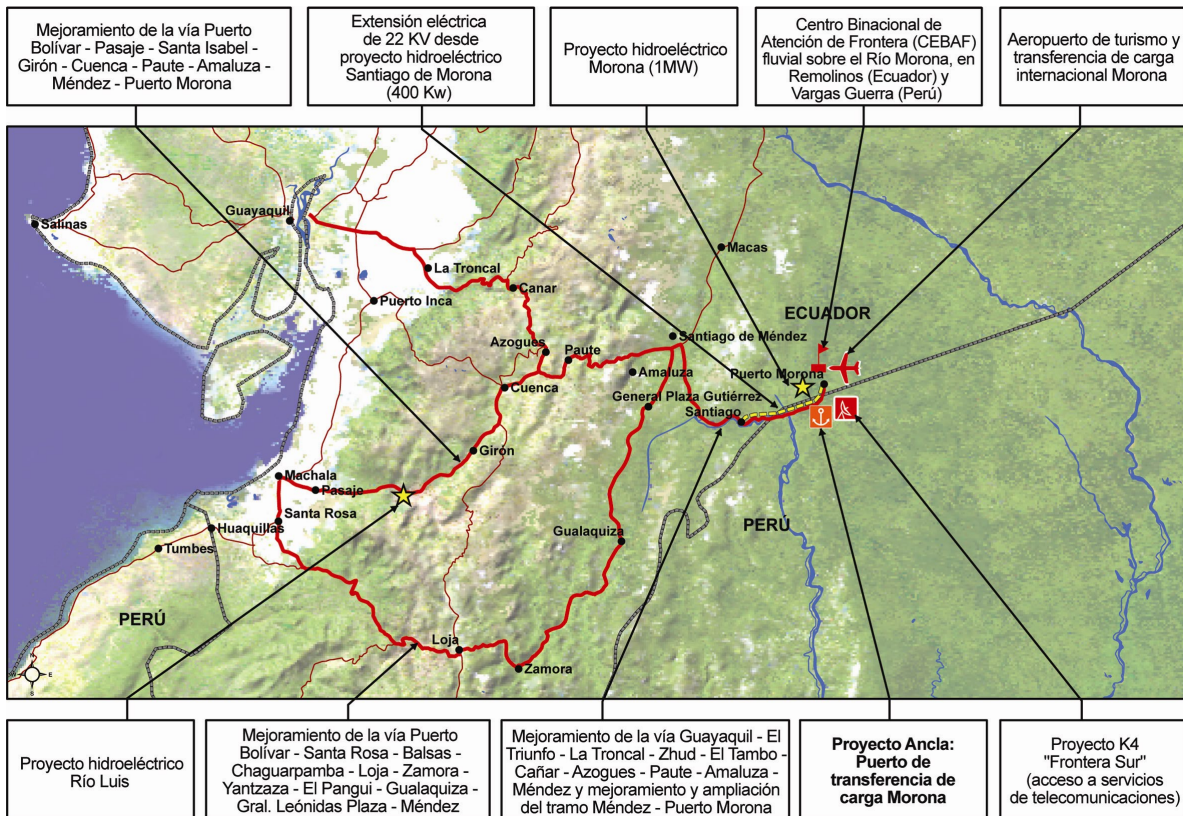 Mejoramiento de la vía Puerto
Bolívar - Pasaje - Santa Isabel -
Girón - Cuenca - Paute - Amaluza -
Méndez - Puerto Morona
Extensión eléctrica
de 22 KV desde
proyecto hidroeléctrico
Santiago de Morona
(400 Kw)
Proyecto hidroeléctrico
Morona (1MW)
Centro Binacional de
Atención de Frontera (CEBAF)
fluvial sobre el Río Morona, en
Remolinos (Ecuador) y
Vargas Guerra (Perú)
Aeropuerto de turismo y
transferencia de carga
internacional Morona
Salinas
Guayaquil
La Troncal
Puerto Inca
Canar
Macas
ECUADOR
Azogues
Paute
Santiago de Méndez
Amaluza
Puerto Morona
Cuenca
General Plaza Gutiérrez
Santiago
Girón
Machala
Pasaje
Santa Rosa
Huaquillas
Tumbes
Gualaquiza
PERÚ
PERÚ
Loja
Zamora
N
W
E
S
Proyecto hidroeléctrico
Río Luis
Mejoramiento de la vía Puerto
Bolívar - Santa Rosa - Balsas -
Chaguarpamba - Loja - Zamora -
Yantzaza - El Pangui - Gualaquiza -
Gral. Leónidas Plaza - Méndez
Mejoramiento de la vía Guayaquil - El
Triunfo - La Troncal - Zhud - El Tambo -
Cañar - Azogues - Paute - Amaluza -
Méndez y mejoramiento y ampliación
del tramo Méndez - Puerto Morona
Proyecto Ancla:
Puerto de
transferencia de
carga Morona
Proyecto K4
"Frontera Sur"
(acceso a servicios
de telecomunicaciones)